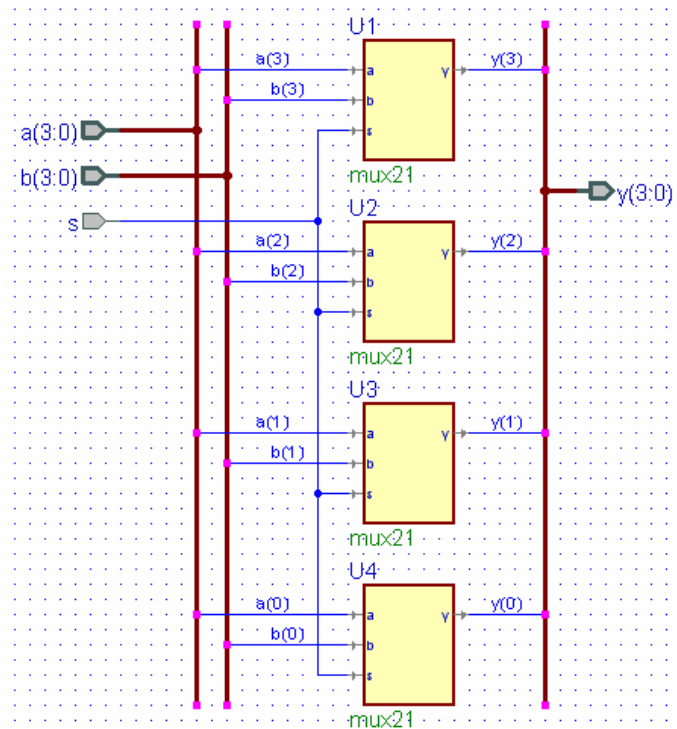 U1
a(3)
a
y
y(3)
b(3)
b
a(3:0)
s
b(3:0)
mux21
y(3:0)
U2
s
a(2)
a
y
y(2)
b(2)
b
s
mux21
U3
a(1)
a
y
y(1)
b(1)
b
s
mux21
U4
a(0)
a
y
y(0)
b(0)
b
s
mux21